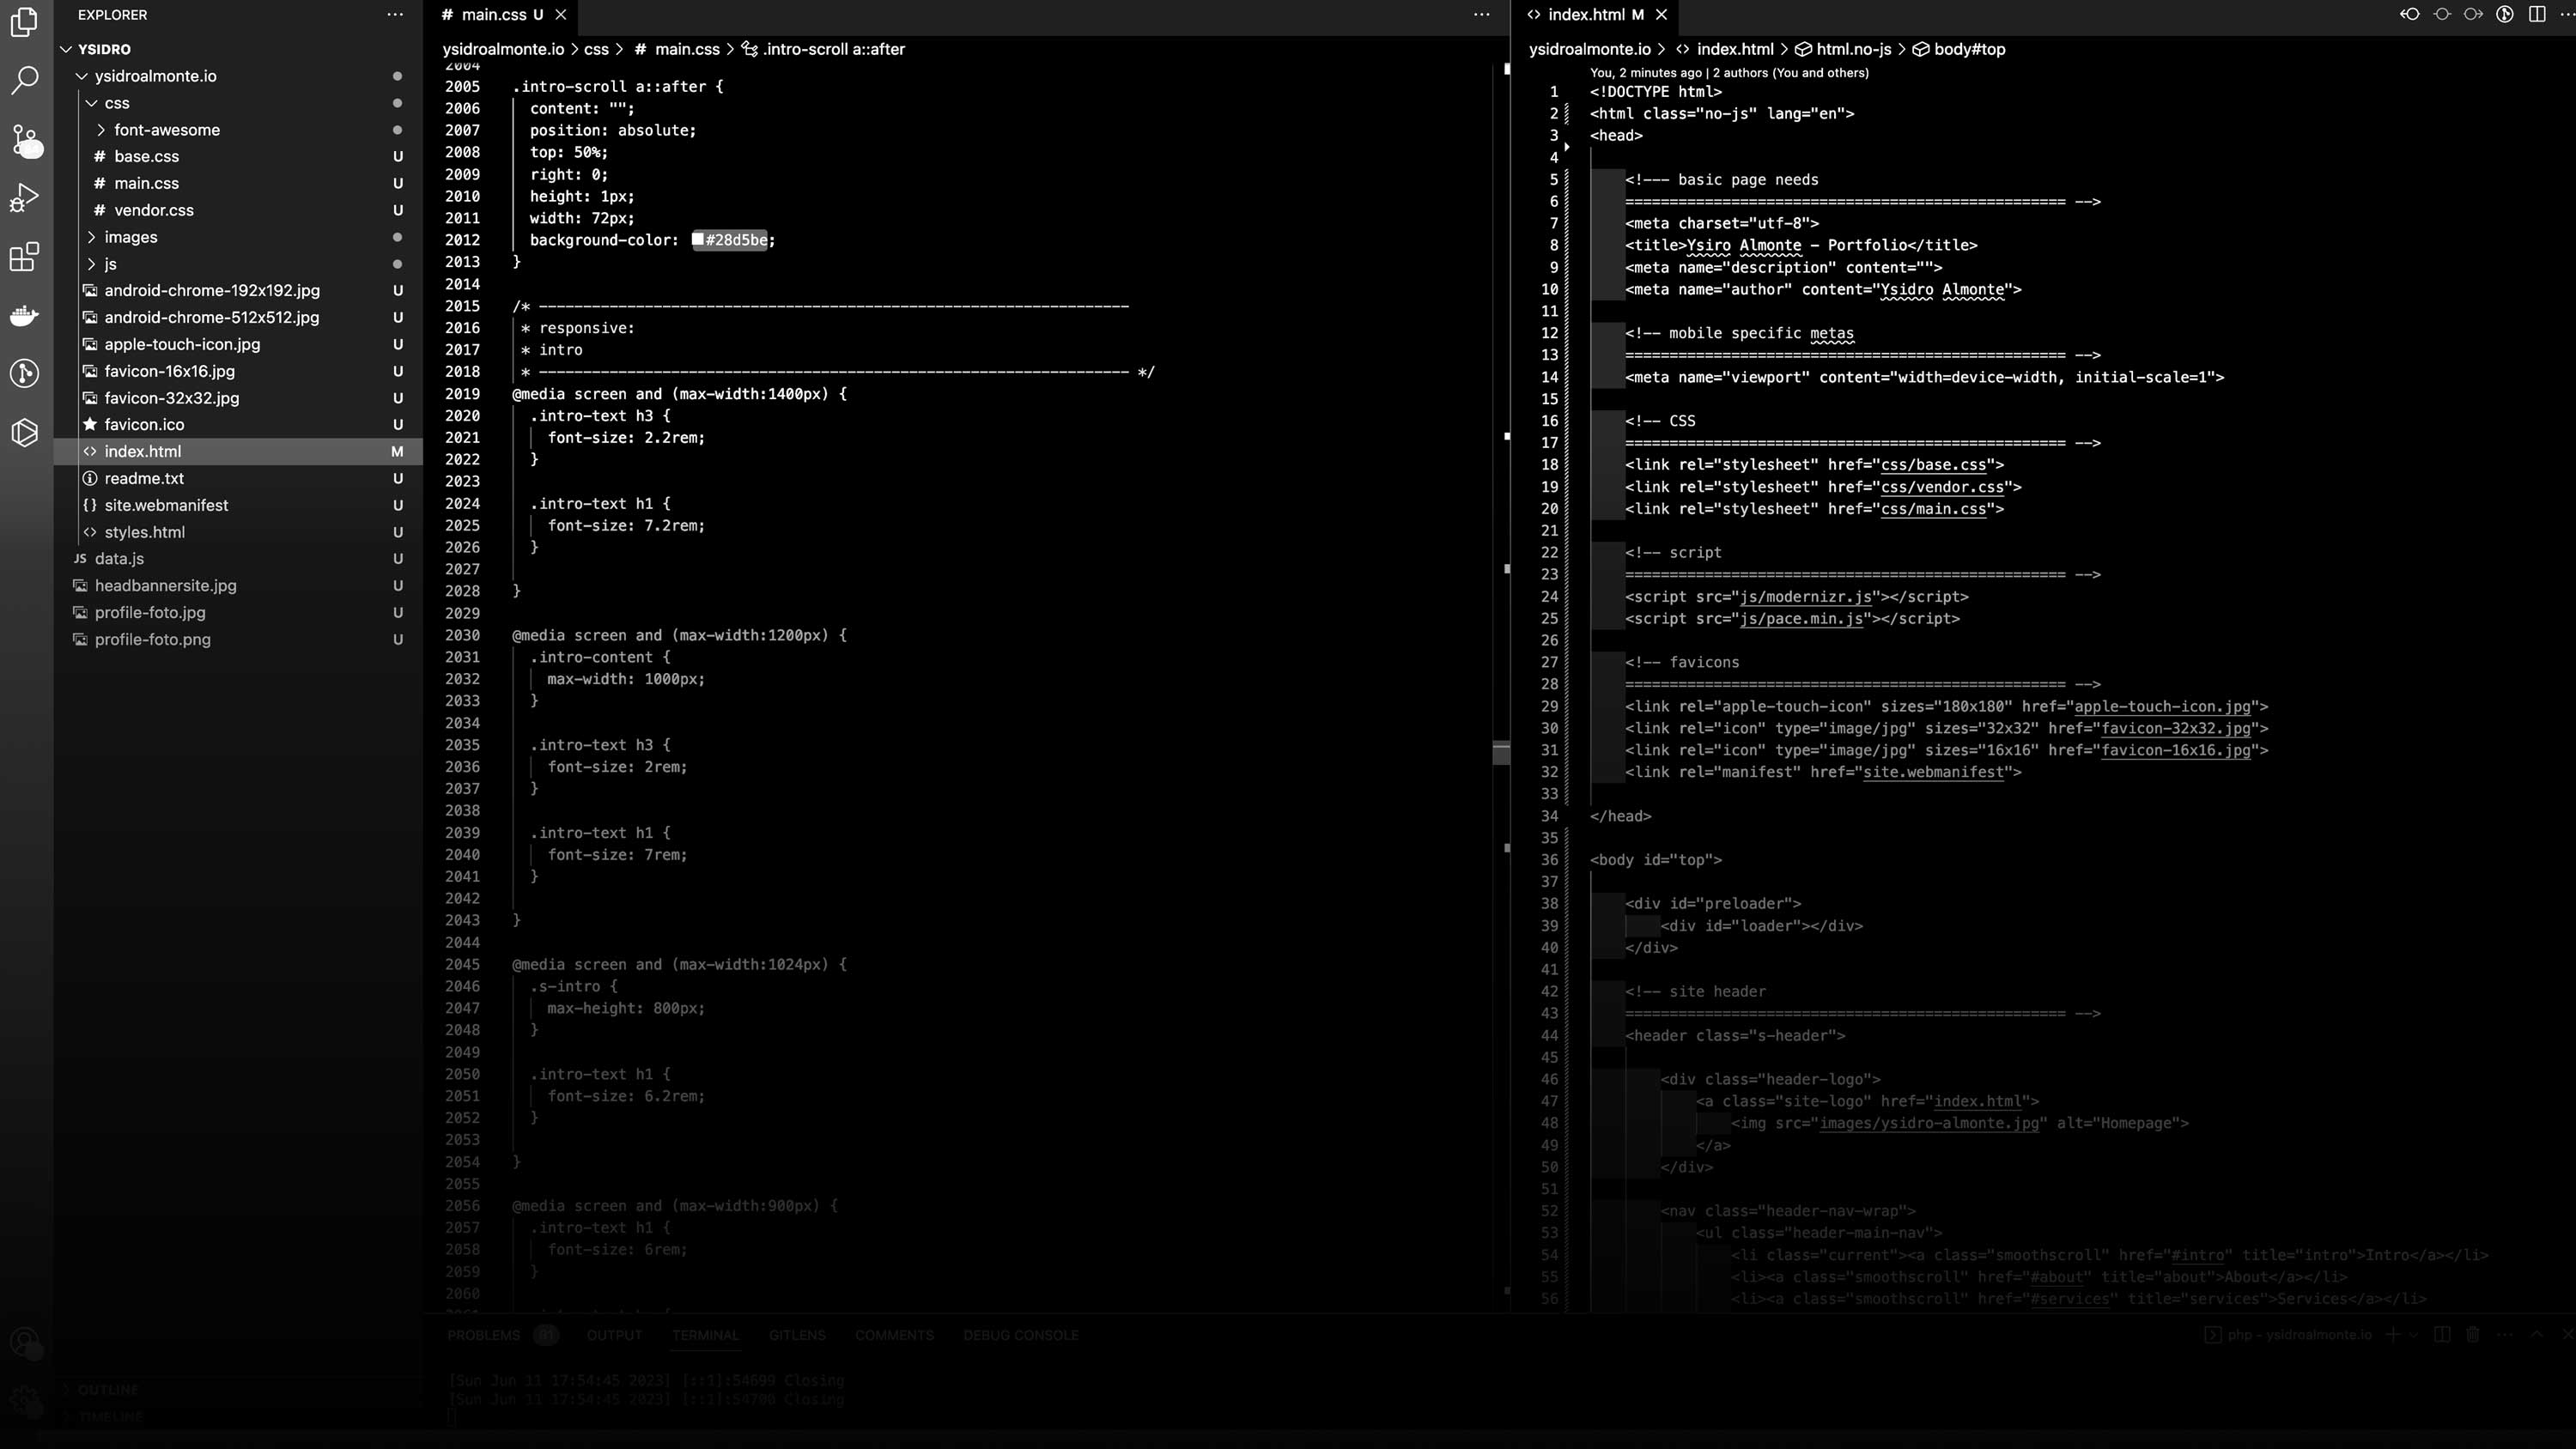 EXPLORER
YSIDRO
ysidroalmonte.io
css
font-awesome
# base.css U
# main.css U
# vendor.css U
images
js
android-chrome-192x192.jpg U
android-chrome-512x512.jpg U
apple-touch-icon.jpg U
favicon-16x16.jpg U
favicon-32x32.jpg U
favicon.ico U
<> index.html M
readme.txt U
{} site.webmanifest U
<> styles.html U
JS data.js U
headbannersite.jpg U
profile-foto.jpg U
profile-foto.png U
OUTLINE
TIMELINE
# main.css U
ysidroalmonte.io > css > # main.css > .intro-scroll a::after
2004
2005 .intro-scroll a::after {
2006 content: "";
2007 position: absolute;
2008 top: 50%;
2009 right: 0;
2010 height: 1px;
2011 width: 72px;
2012 background-color: #28d5be;
2013 }
2014
2015 /* -------------------------------------------------------------------
2016 * responsive:
2017 * intro
2018 * ------------------------------------------------------------------- */
2019 @media screen and (max-width:1400px) {
2020 .intro-text h3 {
2021 font-size: 2.2rem;
2022 }
2023
2024 .intro-text h1 {
2025 font-size: 7.2rem;
2026 }
2027
2028 }
2029
2030 @media screen and (max-width:1200px) {
2031 .intro-content {
2032 max-width: 1000px;
2033 }
2034
2035 .intro-text h3 {
2036 font-size: 2rem;
2037 }
2038
2039 .intro-text h1 {
2040 font-size: 7rem;
2041 }
2042
2043 }
2044
2045 @media screen and (max-width:1024px) {
2046 .s-intro {
2047 max-height: 800px;
2048 }
2049
2050 .intro-text h1 {
2051 font-size: 6.2rem;
2052 }
2053
2054 }
2055
2056 @media screen and (max-width:900px) {
2057 .intro-text h1 {
2058 font-size: 6rem;
2059 }
2060
<> index.html M
ysidroalmonte.io > <> index.html > html.no-js > body#top
You, 2 minutes ago | 2 authors (You and others)
1 <!DOCTYPE html>
2 <html class="no-js" lang="en">
3 <head>
4
5 <!--- basic page needs
6 ================================================== -->
7 <meta charset="utf-8">
8 <title>Ysiro Almonte - Portfolio</title>
9 <meta name="description" content="">
10 <meta name="author" content="Ysidro Almonte">
11
12 <!-- mobile specific metas
13 ================================================== -->
14 <meta name="viewport" content="width=device-width, initial-scale=1">
15
16 <!-- CSS
17 ================================================== -->
18 <link rel="stylesheet" href="css/base.css">
19 <link rel="stylesheet" href="css/vendor.css">
20 <link rel="stylesheet" href="css/main.css">
21
22 <!-- script
23 ================================================== -->
24 <script src="js/modernizr.js"></script>
25 <script src="js/pace.min.js"></script>
26
27 <!-- favicons
28 ================================================== -->
29 <link rel="apple-touch-icon" sizes="180x180" href="apple-touch-icon.jpg">
30 <link rel="icon" type="image/jpg" sizes="32x32" href="favicon-32x32.jpg">
31 <link rel="icon" type="image/jpg" sizes="16x16" href="favicon-16x16.jpg">
32 <link rel="manifest" href="site.webmanifest">
33
34 </head>
35
36 <body id="top">
37
38 <div id="preloader">
39 <div id="loader"></div>
40 </div>
41
42 <!-- site header
43 ================================================== -->
44 <header class="s-header">
45
46 <div class="header-logo">
47 <a class="site-logo" href="index.html">
48 <img src="images/ysidro-almonte.jpg" alt="Homepage">
49 </a>
50 </div>
51
52 <nav class="header-nav-wrap">
53 <ul class="header-main-nav">
54 <li class="current"><a class="smoothscroll" href="#intro" title="intro">Intro</a></li>
55 <li><a class="smoothscroll" href="#about" title="about">About</a></li>
56 <li><a class="smoothscroll" href="#services" title="services">Services</a></li>
PROBLEMS 91 OUTPUT TERMINAL GITLENS COMMENTS DEBUG CONSOLE
php - ysidroalmonte.io
[Sun Jun 11 17:54:45 2023] [::1]:54699 Closing
[Sun Jun 11 17:54:45 2023] [::1]:54700 Closing